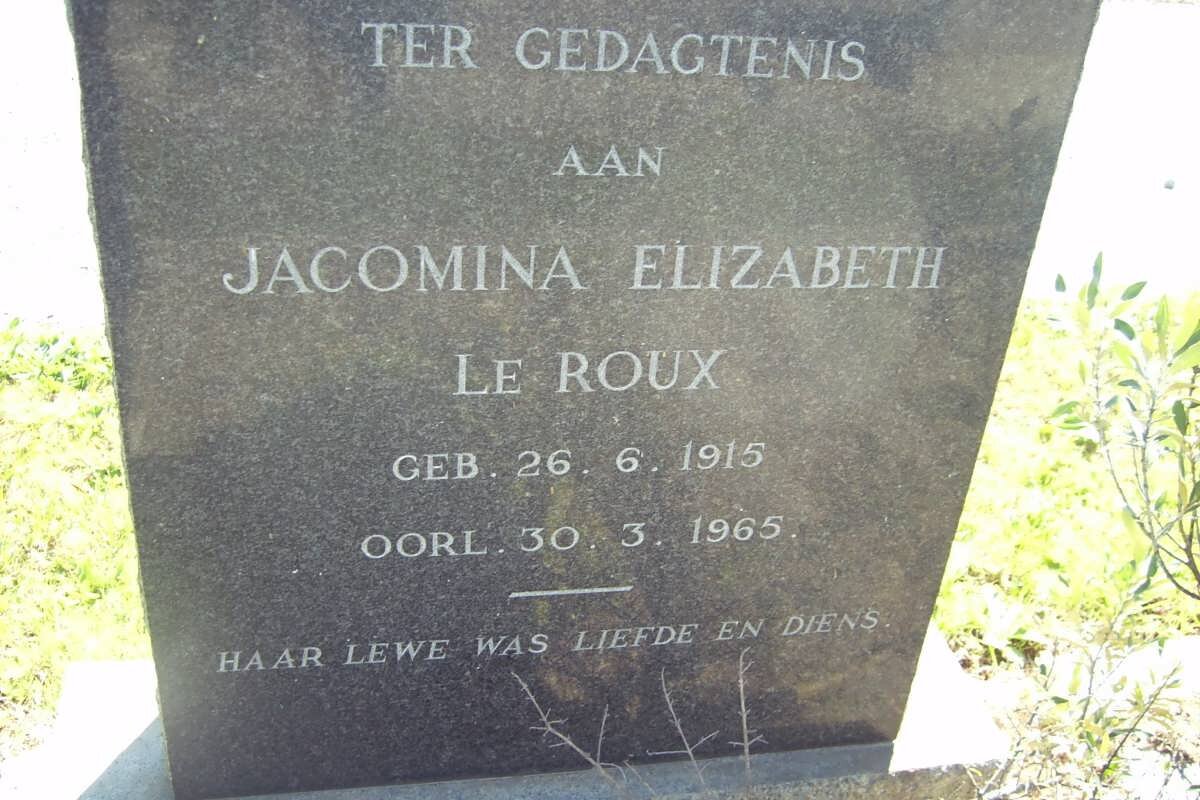 TER GEDAGTENIS
AAN
JACOMINA ELIZABETH
LE ROUX
GEB. 26. 6. 1915
OORL. 30. 3. 1965.
HAAR LEWE WAS LIEFDE EN DIENS.